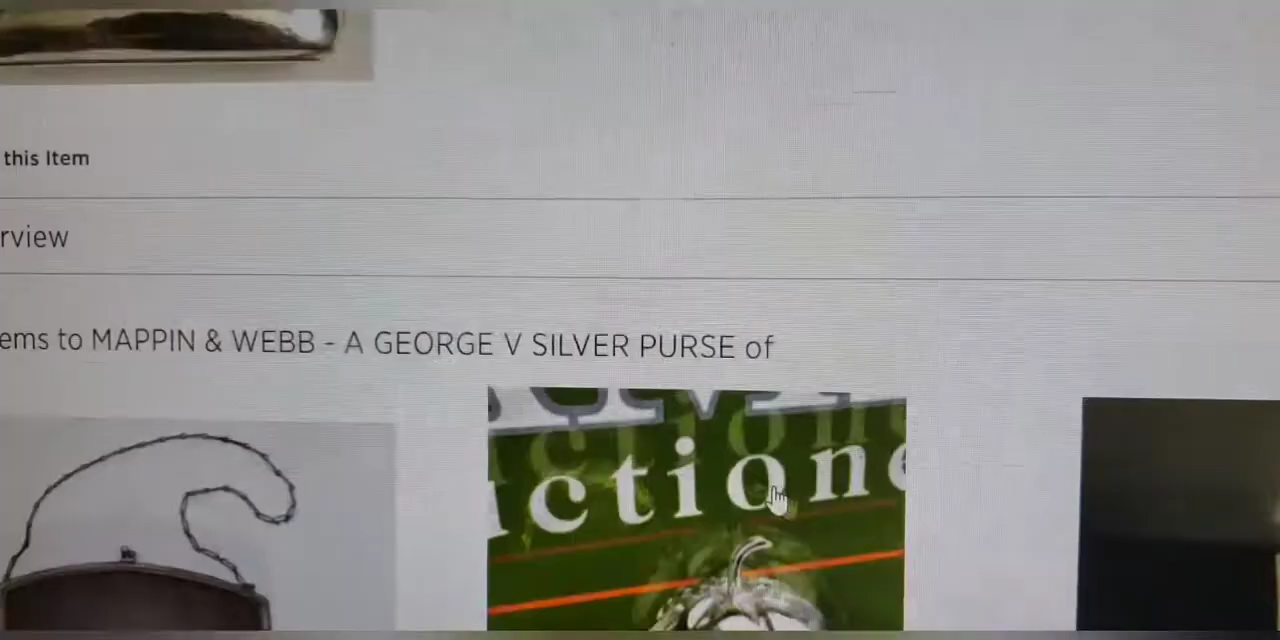 this Item
rview
ems to MAPPIN & WEBB - A GEORGE V SILVER PURSE of
ctione